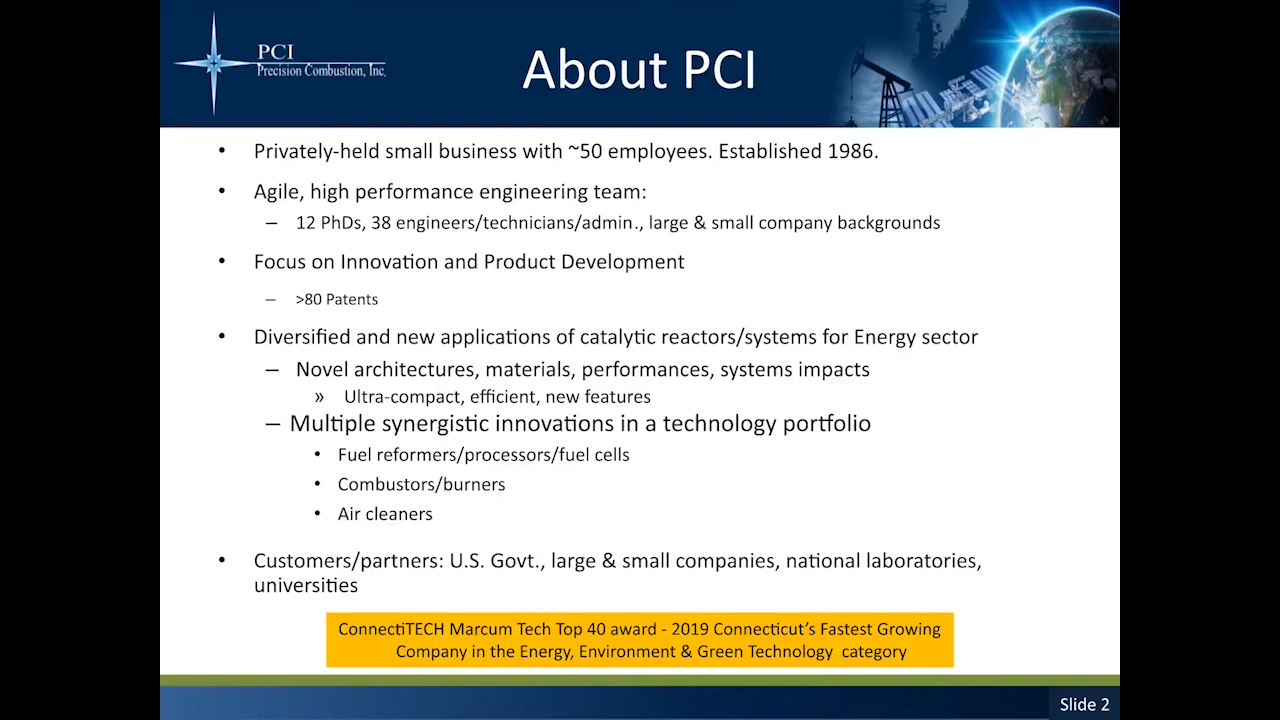 PCI
Precision Combustion, Inc.
About PCI
• Privately-held small business with ~50 employees. Established 1986.
• Agile, high performance engineering team:
– 12 PhDs, 38 engineers/technicians/admin., large & small company backgrounds
• Focus on Innovation and Product Development
– >80 Patents
• Diversified and new applications of catalytic reactors/systems for Energy sector
– Novel architectures, materials, performances, systems impacts
» Ultra-compact, efficient, new features
– Multiple synergistic innovations in a technology portfolio
• Fuel reformers/processors/fuel cells
• Combustors/burners
• Air cleaners
• Customers/partners: U.S. Govt., large & small companies, national laboratories,
universities
ConnectiTECH Marcum Tech Top 40 award - 2019 Connecticut’s Fastest Growing
Company in the Energy, Environment & Green Technology category
Slide 2